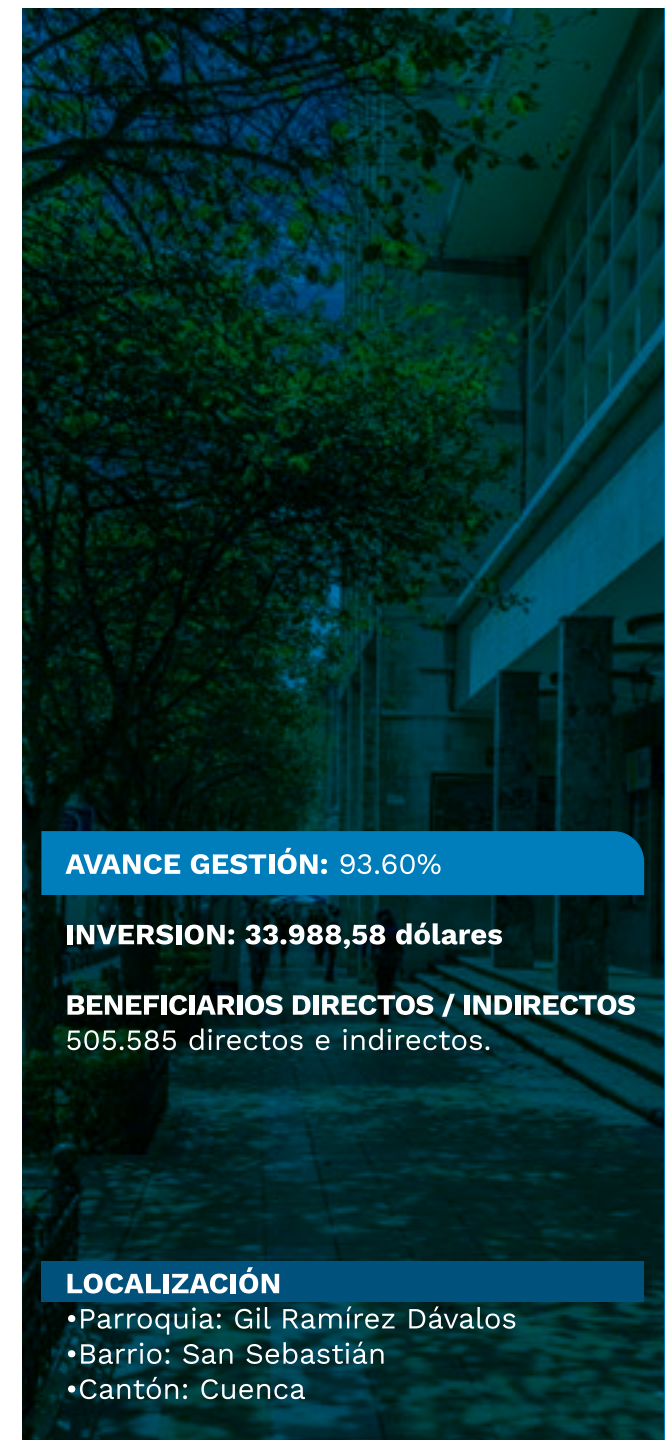 AVANCE GESTIÓN: 93.60%
INVERSION: 33.988,58 dólares
BENEFICIARIOS DIRECTOS / INDIRECTOS
505.585 directos e indirectos.
LOCALIZACIÓN
•Parroquia: Gil Ramírez Dávalos
•Barrio: San Sebastián
•Cantón: Cuenca